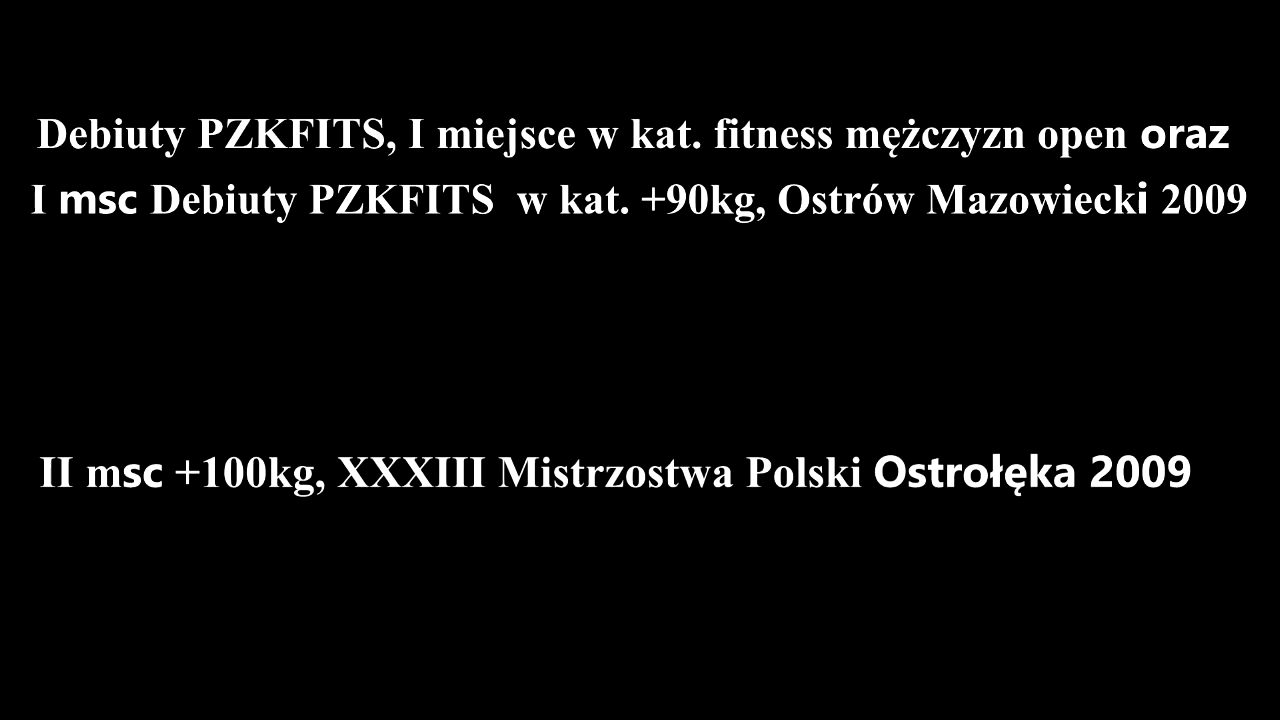 Debiuty PZKFITS, I miejsce w kat. fitness mężczyzn open oraz
I msc Debiuty PZKFITS w kat. +90kg, Ostrów Mazowiecki 2009
II msc +100kg, XXXIII Mistrzostwa Polski Ostrołęka 2009